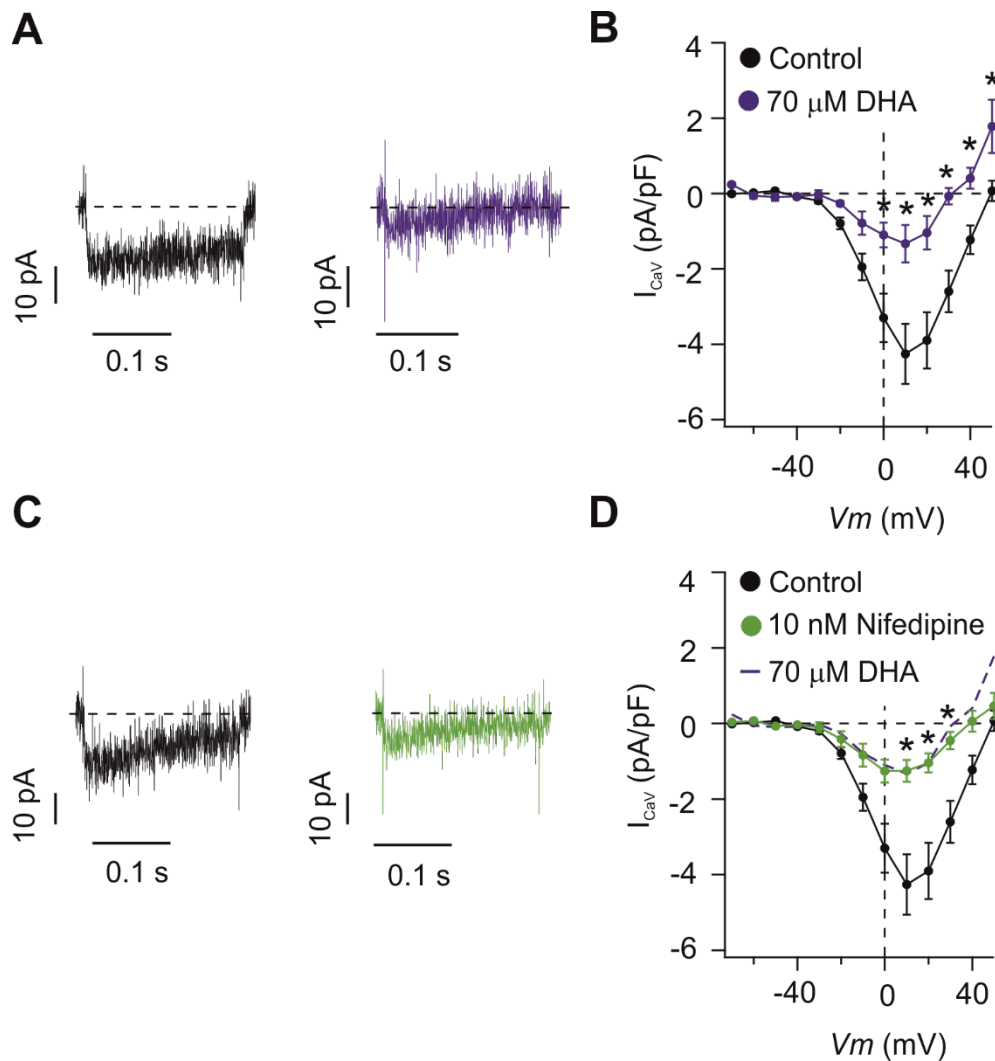 A
10 pA
0.1 s
10 pA
0.1 s
B
Control
70 μM DHA
4
2
0
-2
-4
-6
I CaV (pA/pF)
* * * * * *
-40 0 40
Vm (mV)
C
10 pA
0.1 s
10 pA
0.1 s
D
Control
10 nM Nifedipine
70 μM DHA
4
2
0
-2
-4
-6
I CaV (pA/pF)
* * *
-40 0 40
Vm (mV)